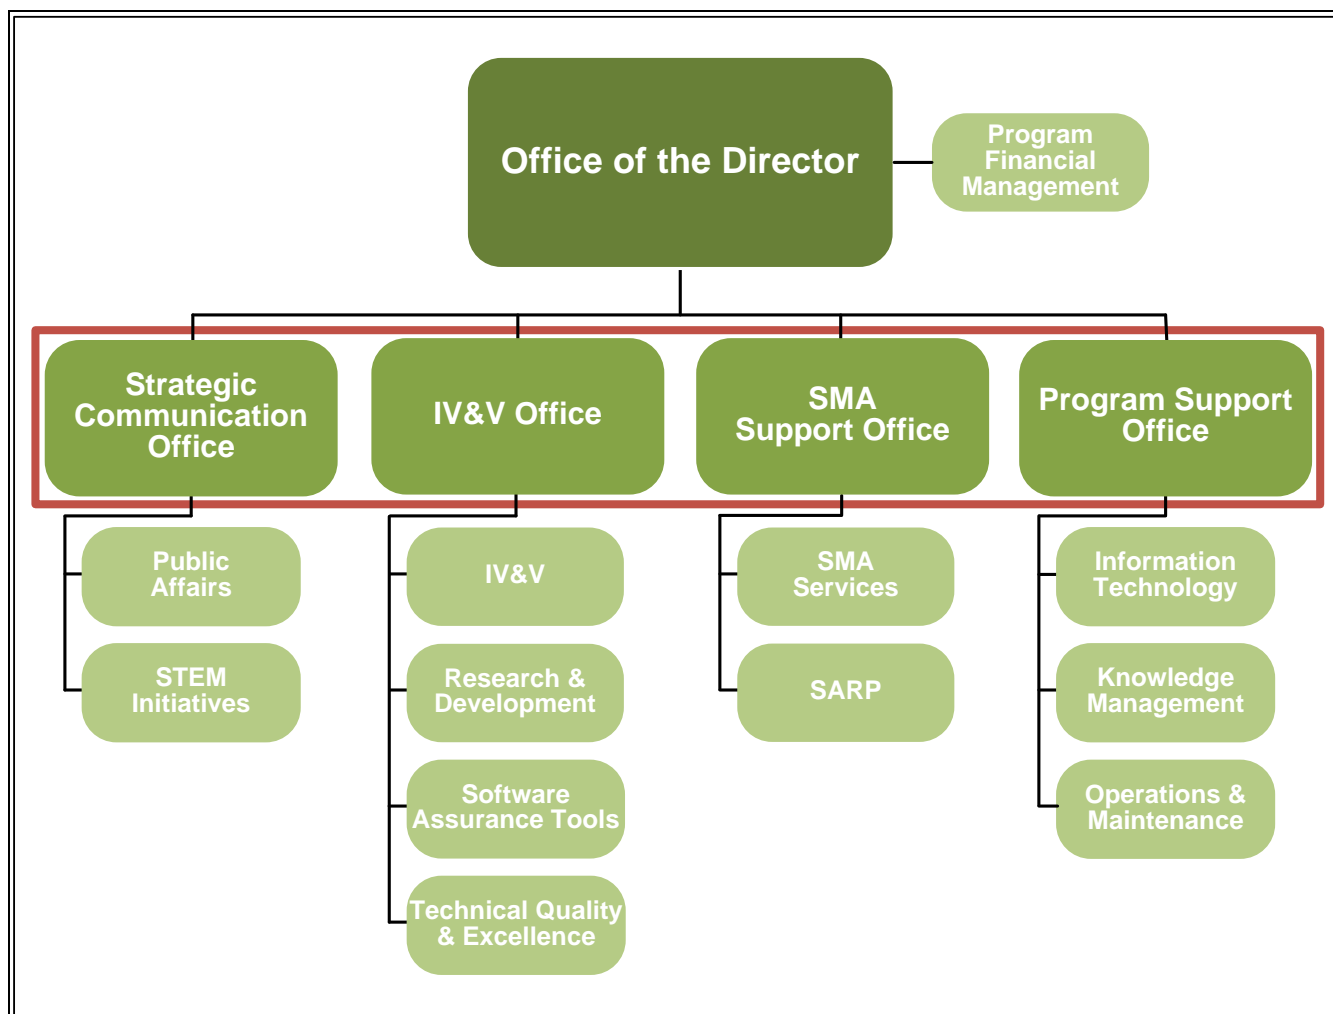 Office of the Director
Program
Financial
Management
Strategic
Communication
Office
IV&V Office
SMA
Support Office
Program Support
Office
Public
Affairs
STEM
Initiatives
IV&V
Research &
Development
Software
Assurance Tools
Technical Quality
& Excellence
SMA
Services
SARP
Information
Technology
Knowledge
Management
Operations &
Maintenance